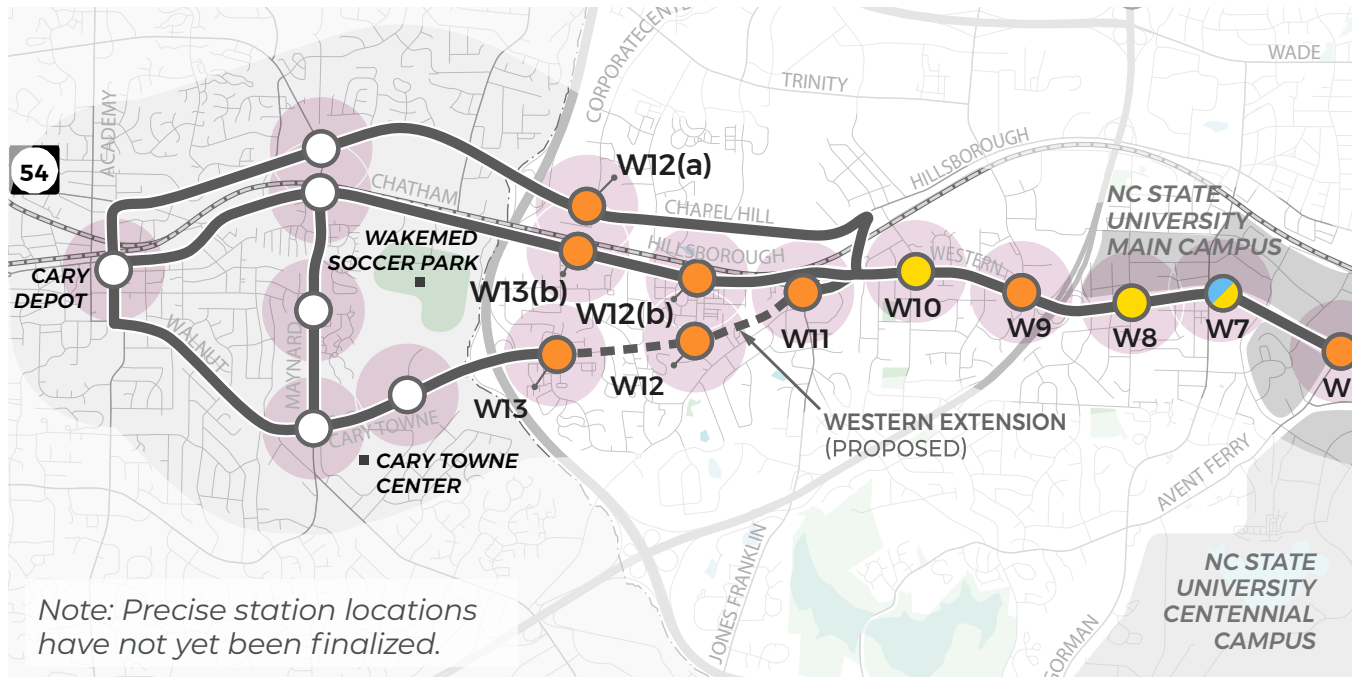 WADE
CORPORATE CENTER
TRINITY
ACADEMY
54
HILLSBOROUGH
W12(a)
CHATHAM
CHAPEL HILL
NC STATE
UNIVERSITY
MAIN CAMPUS
WAKEMED
SOCCER PARK
HILLSBOROUGH
WESTERN
CARY
DEPOT
W13(b)
W12(b)
W11
W10
W9
W8
W7
WALNUT
MAYNARD
W12
W
W13
CARY TOWNE
WESTERN EXTENSION
(PROPOSED)
CARY TOWNE
CENTER
AVENT FERRY
JONES FRANKLIN
GORMAN
NC STATE
UNIVERSITY
CENTENNIAL
CAMPUS
Note: Precise station locations
have not yet been finalized.